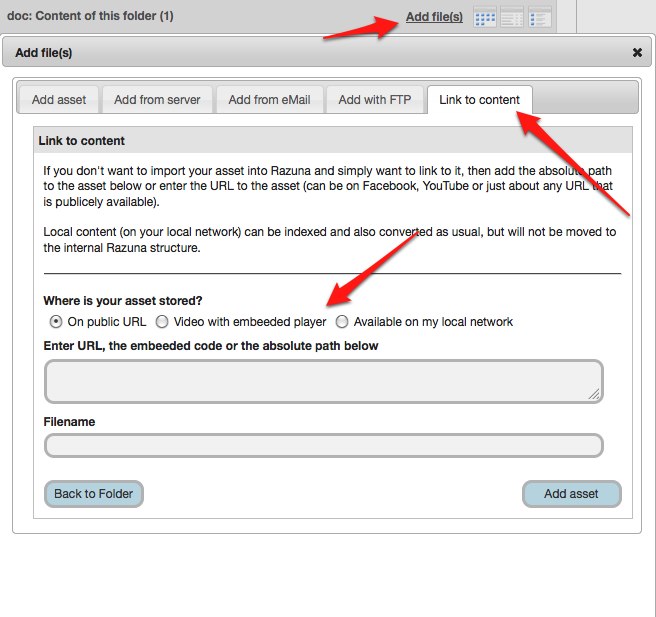 doc: Content of this folder (1) Add file(s)
Add file(s)
Add asset Add from server Add from eMail Add with FTP Link to content
Link to content
If you don't want to import your asset into Razuna and simply want to link to it, then add the absolute path
to the asset below or enter the URL to the asset (can be on Facebook, YouTube or just about any URL that
is publicely available).
Local content (on your local network) can be indexed and also converted as usual, but will not be moved to
the internal Razuna structure.
Where is your asset stored?
On public URL Video with embeeded player Available on my local network
Enter URL, the embeeded code or the absolute path below
Filename
Back to Folder Add asset